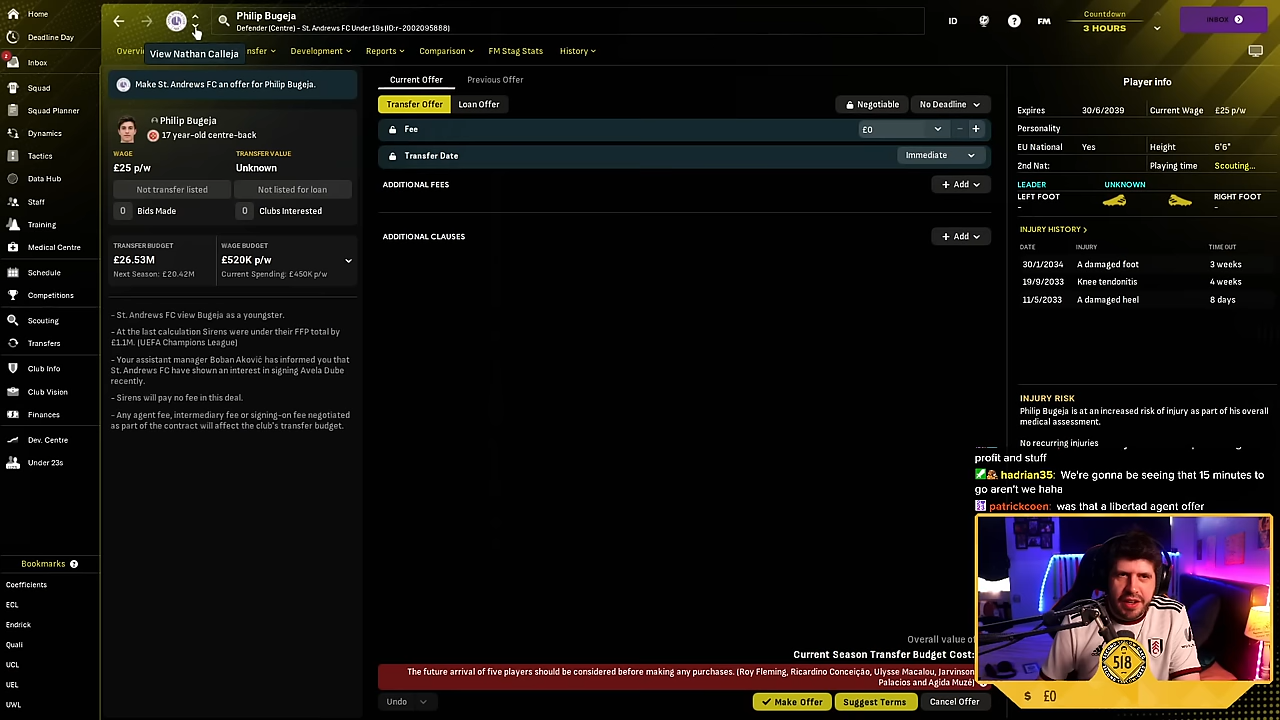 Home
Deadline Day
Inbox
Squad
Squad Planner
Dynamics
Tactics
Data Hub
Staff
Training
Medical Centre
Schedule
Competitions
Scouting
Transfers
Club Info
Club Vision
Finances
Dev. Centre
Under 23s
Bookmarks
Coefficients
ECL
Endrick
Quali
UCL
UEL
UWL
Philip Bugeja
Defender (Centre) - St. Andrews FC Under19s (ID:r-2002095888)
ID
FM
Countdown
3 HOURS
INBOX
View Nathan Calleja
Development
Reports
Comparison
FM Stag Stats
History
Make St. Andrews FC an offer for Philip Bugeja.
Philip Bugeja
17 year-old centre-back
WAGE
TRANSFER VALUE
£25 p/w
Unknown
Not transfer listed
Not listed for loan
0 Bids Made
0 Clubs Interested
TRANSFER BUDGET
WAGE BUDGET
£26.53M
£520K p/w
Next Season: £20.42M
Current Spending: £450K p/w
- St. Andrews FC view Bugeja as a youngster.
- At the last calculation Sirens were under their FFP total by
£1.1M. (UEFA Champions League)
- Your assistant manager Boban Aković has informed you that
St. Andrews FC have shown an interest in signing Avela Dube
recently.
- Sirens will pay no fee in this deal.
- Any agent fee, intermediary fee or signing-on fee negotiated
as part of the contract will affect the club's transfer budget.
Current Offer
Previous Offer
Transfer Offer
Loan Offer
Negotiable
No Deadline
Fee
£0
Transfer Date
Immediate
ADDITIONAL FEES
Add
ADDITIONAL CLAUSES
Add
Overall value of
Current Season Transfer Budget Cost:
The future arrival of five players should be considered before making any purchases. (Roy Fleming, Ricardino Conceição, Ulysse Macalou, Jarvinson
Palacios and Agida Muzé)
Undo
Make Offer
Suggest Terms
Cancel Offer
Player info
Expires 30/6/2039
Current Wage £25 p/w
Personality
EU National Yes
Height 6'6"
2nd Nat:
Playing time Scouting...
LEADER
UNKNOWN
LEFT FOOT
-
RIGHT FOOT
-
INJURY HISTORY
DATE INJURY TIME OUT
30/1/2034 A damaged foot 3 weeks
19/9/2033 Knee tendonitis 4 weeks
11/5/2033 A damaged heel 8 days
INJURY RISK
Philip Bugeja is at an increased risk of injury as part of his overall
medical assessment.
No recurring injuries
profit and stuff
hadrian35: We're gonna be seeing that 15 minutes to
go aren't we haha
patrickcoen: was that a libertad agent offer
518
$ £0